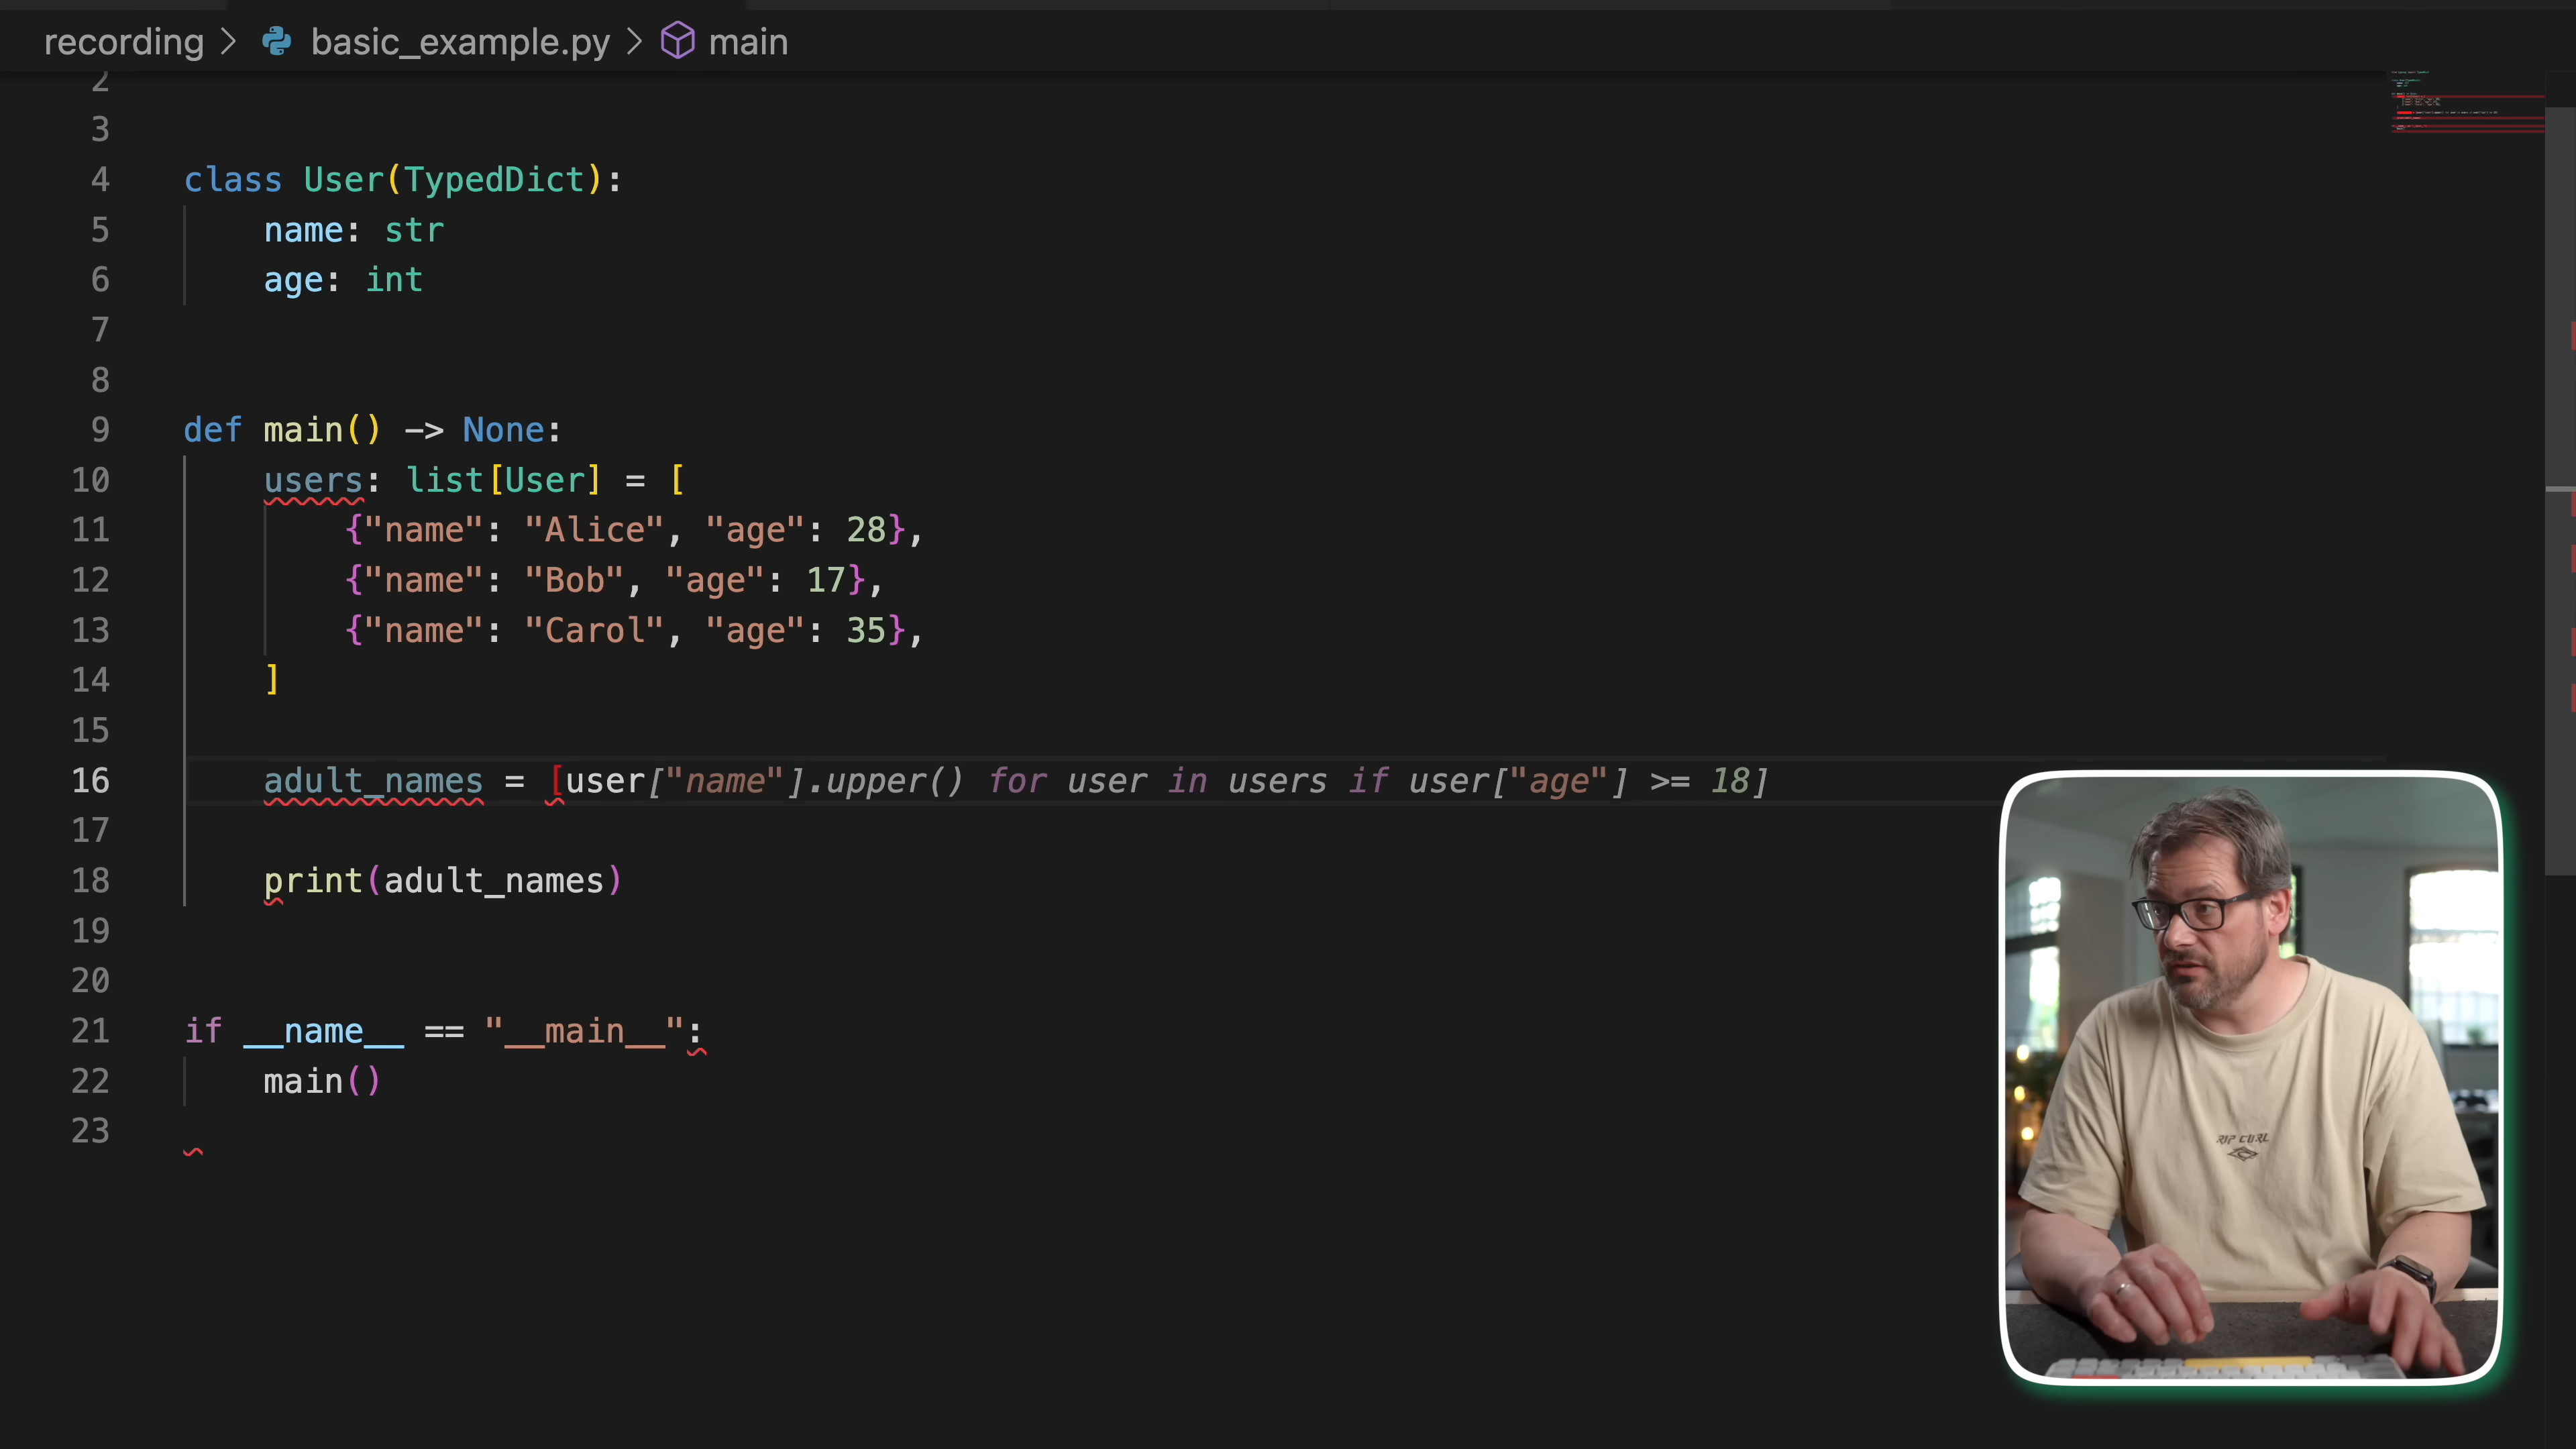 recording > basic_example.py > main
2
3
4 class User(TypedDict):
5     name: str
6     age: int
7
8
9 def main() -> None:
10     users: list[User] = [
11         {"name": "Alice", "age": 28},
12         {"name": "Bob", "age": 17},
13         {"name": "Carol", "age": 35},
14     ]
15
16     adult_names = [user["name"].upper() for user in users if user["age"] >= 18]
17
18     print(adult_names)
19
20
21 if __name__ == "__main__":
22     main()
23
RIP CURL